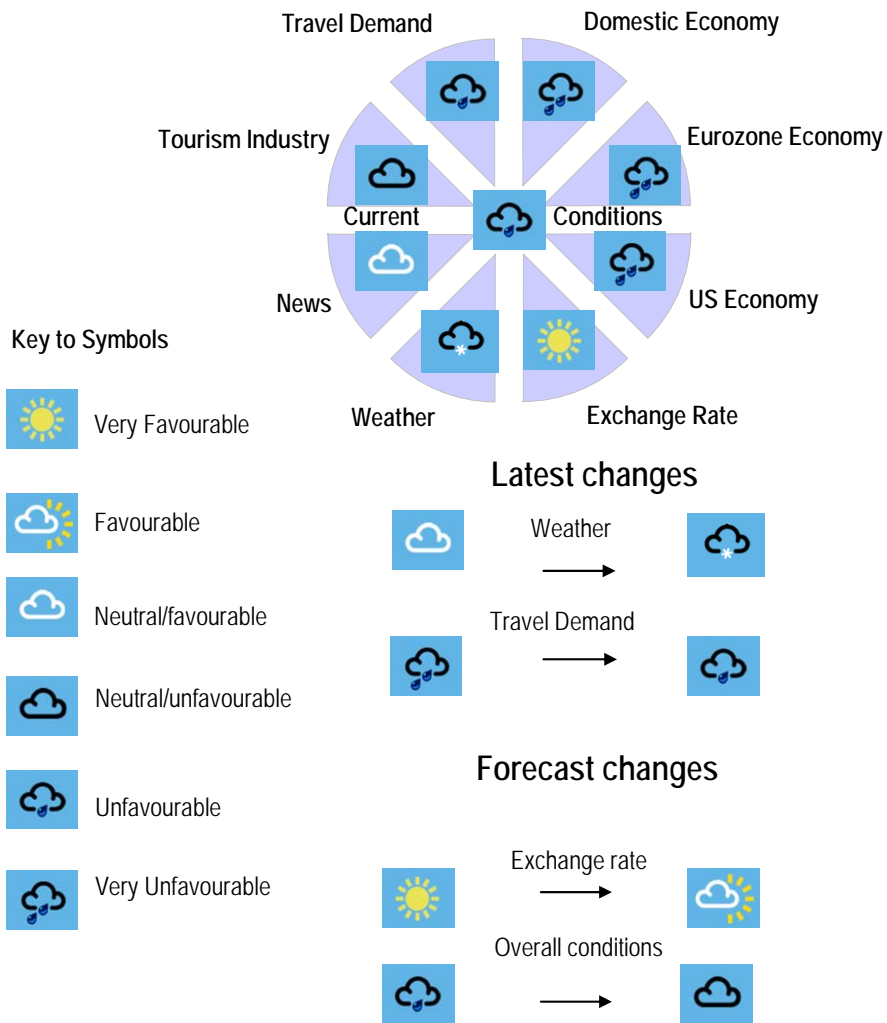 Travel Demand
Domestic Economy
Tourism Industry
Eurozone Economy
Current
Conditions
News
US Economy
Weather
Exchange Rate
Key to Symbols
Very Favourable
Favourable
Neutral/favourable
Neutral/unfavourable
Unfavourable
Very Unfavourable
Latest changes
Weather
Travel Demand
Forecast changes
Exchange rate
Overall conditions